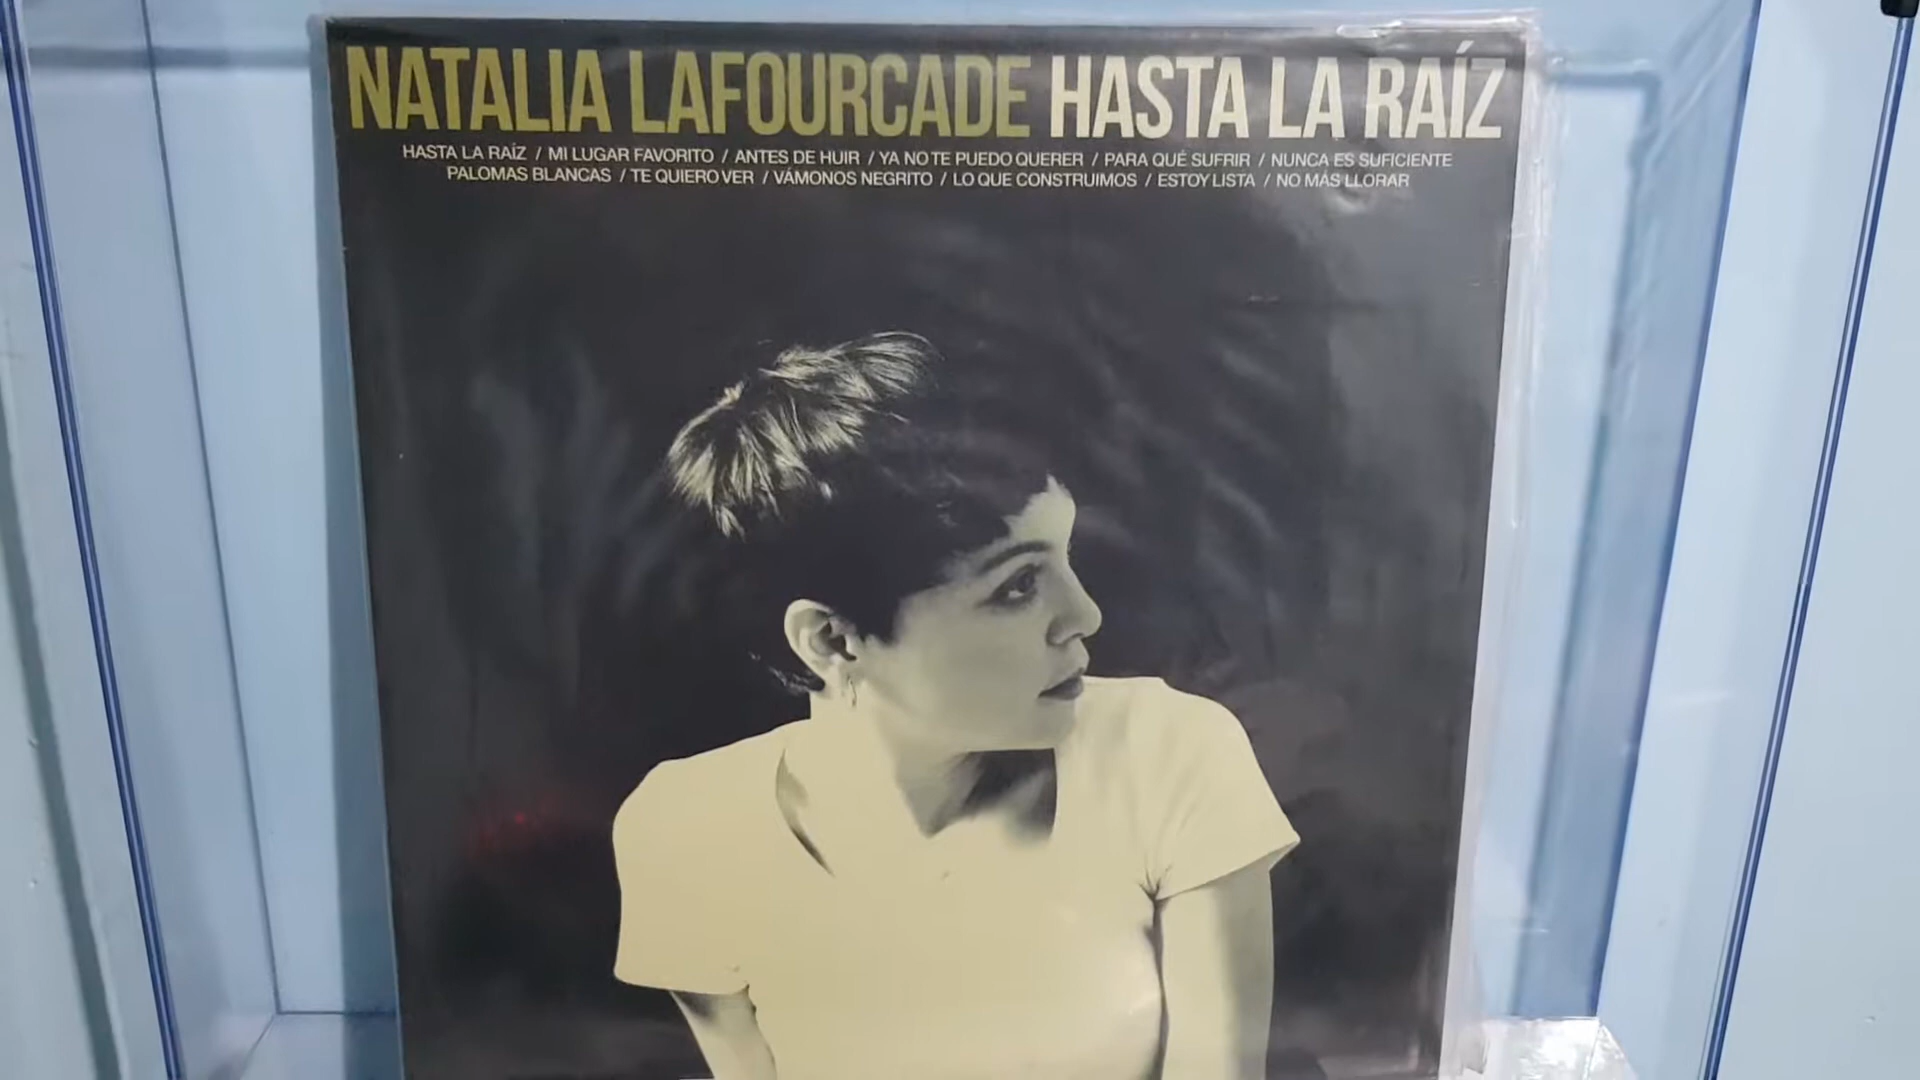 NATALIA LAFOURCADE HASTA LA RAÍZ
HASTA LA RAÍZ / MI LUGAR FAVORITO / ANTES DE HUIR / YA NO TE PUEDO QUERER / PARA QUÉ SUFRIR / NUNCA ES SUFICIENTE
PALOMAS BLANCAS / TE QUIERO VER / VÁMONOS NEGRITO / LO QUE CONSTRUIMOS / ESTOY LISTA / NO MÁS LLORAR